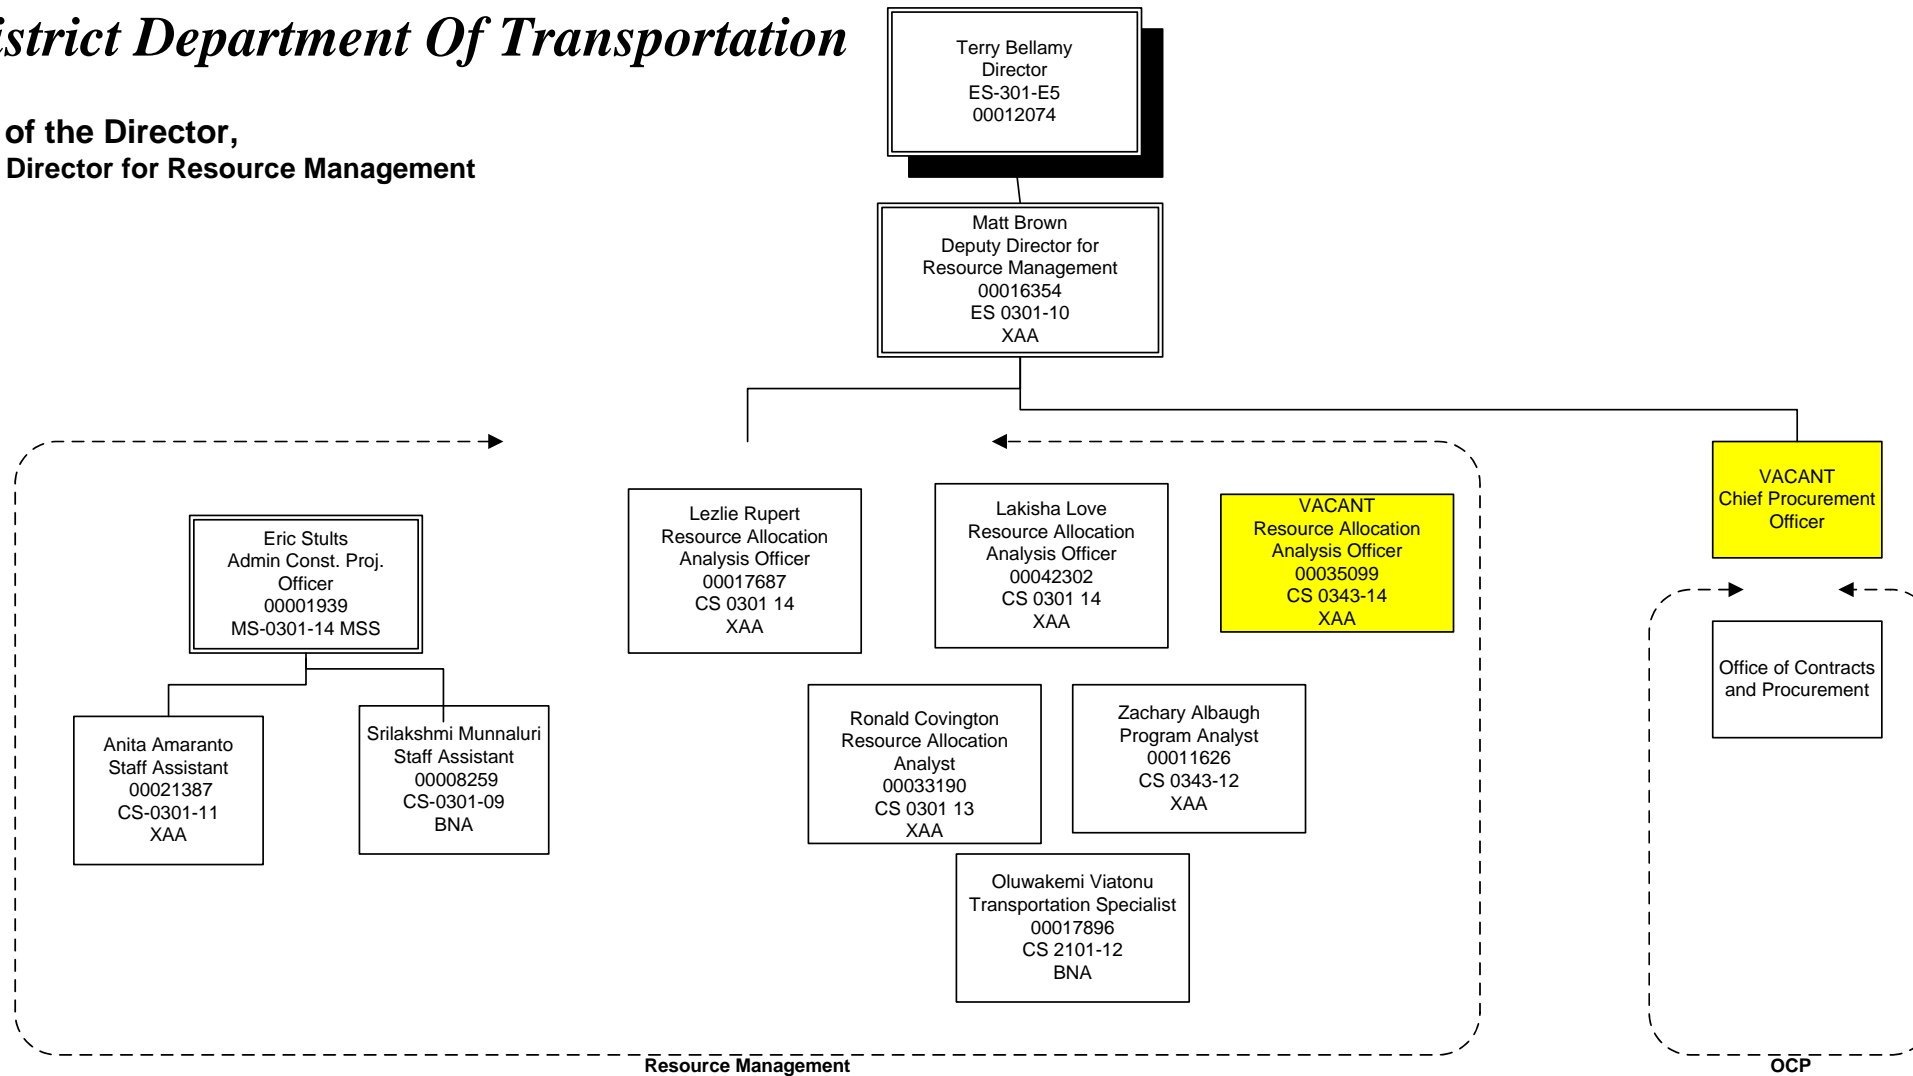 istrict Department Of Transportation
of the Director,
Director for Resource Management
Terry Bellamy
Director
ES-301-E5
00012074
Matt Brown
Deputy Director for
Resource Management
00016354
ES 0301-10
XAA
Eric Stults
Admin Const. Proj.
Officer
00001939
MS-0301-14 MSS
Anita Amaranto
Staff Assistant
00021387
CS-0301-11
XAA
Srilakshmi Munnaluri
Staff Assistant
00008259
CS-0301-09
BNA
Lezlie Rupert
Resource Allocation
Analysis Officer
00017687
CS 0301 14
XAA
Lakisha Love
Resource Allocation
Analysis Officer
00042302
CS 0301 14
XAA
VACANT
Resource Allocation
Analysis Officer
00035099
CS 0343-14
XAA
Ronald Covington
Resource Allocation
Analyst
00033190
CS 0301 13
XAA
Zachary Albaugh
Program Analyst
00011626
CS 0343-12
XAA
Oluwakemi Viatonu
Transportation Specialist
00017896
CS 2101-12
BNA
Resource Management
VACANT
Chief Procurement
Officer
Office of Contracts
and Procurement
OCP